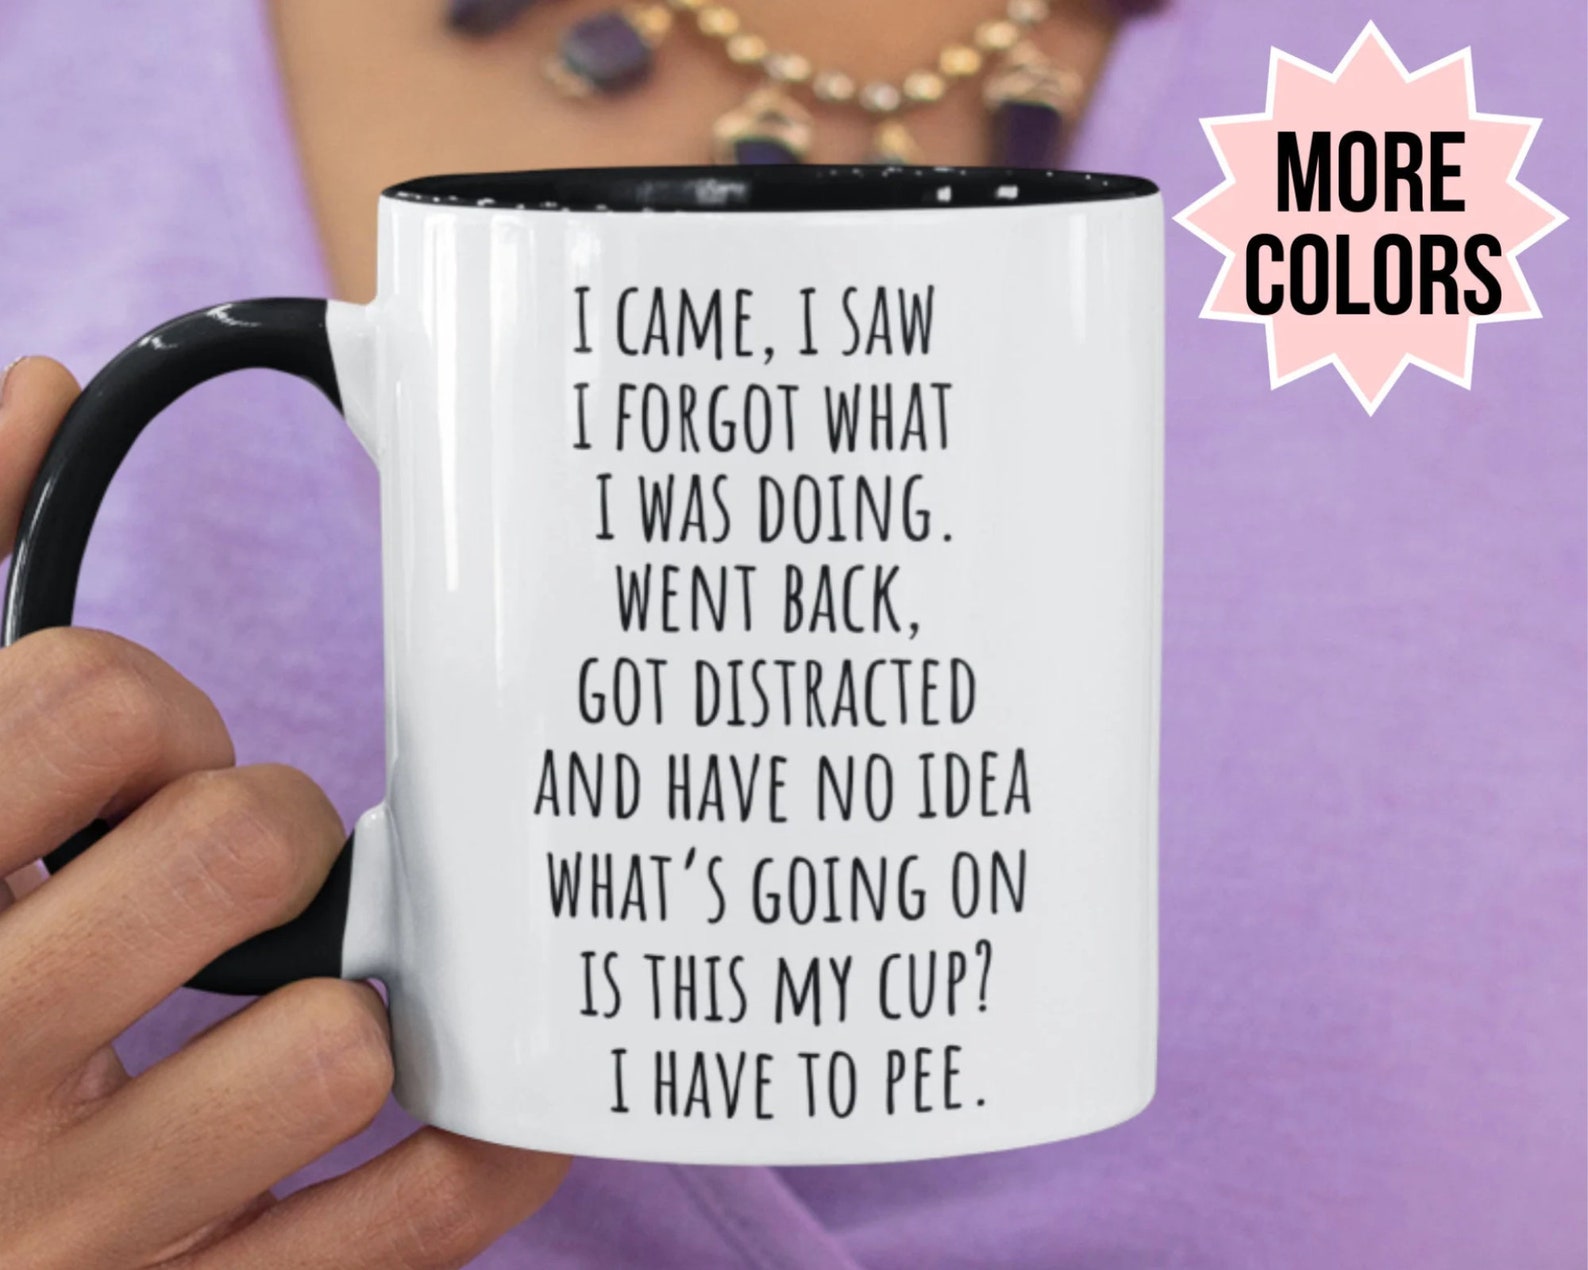 I CAME, I SAW
I FORGOT WHAT
I WAS DOING.
WENT BACK,
GOT DISTRACTED
AND HAVE NO IDEA
WHAT'S GOING ON
IS THIS MY CUP?
I HAVE TO PEE.
MORE
COLORS